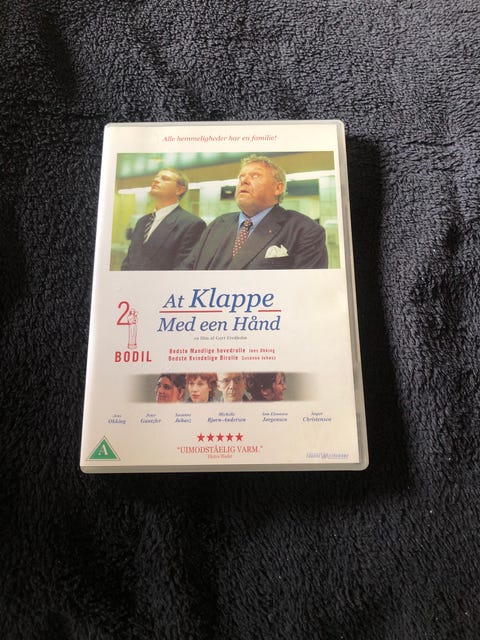 Alle hemmeligheder har en familie!
At Klappe
Med een Hånd
en film af Gert Fredholm
2
BODIL
Bedste Mandlige hovedrolle Jens Okking
Bedste Kvindelige Birolle Susanne Juhasz
Jens Okking
Peter Gantzler
Susanne Juhasz
Michelle Bjørn-Andersen
Ann Eleonora Jørgensen
Jesper Christensen
"UIMODSTÅELIG VARM."
A